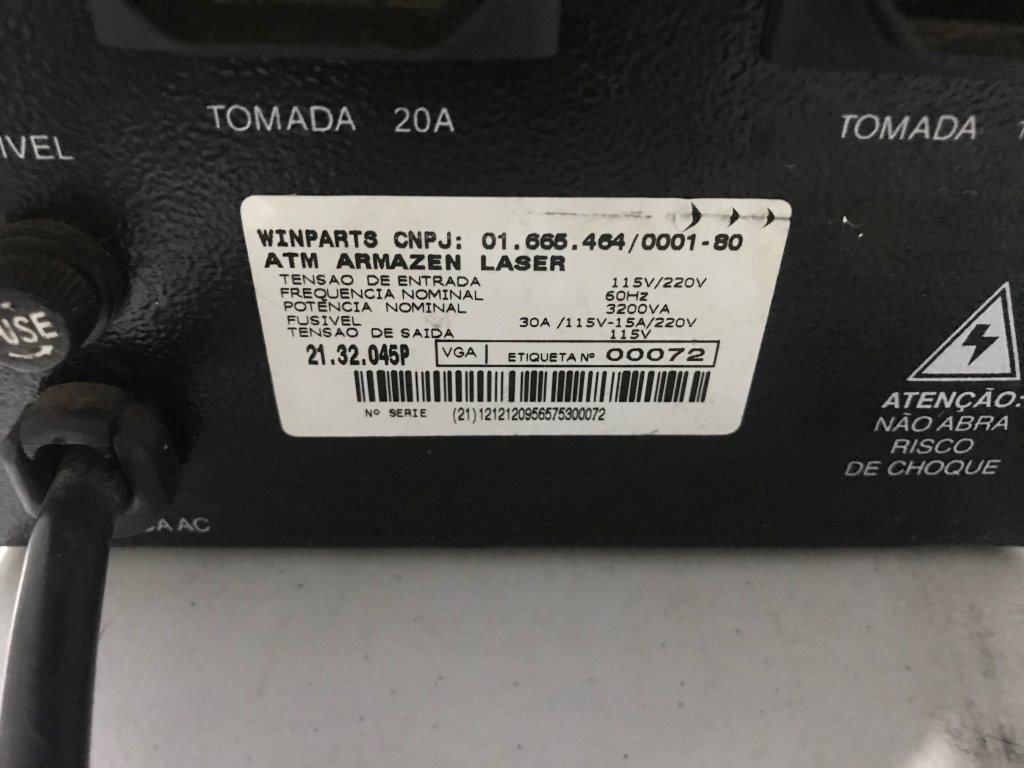 TOMADA 20A
TOMADA 1
IVEL
USE
WINPARTS CNPJ: 01.665.464/0001-80
ATM ARMAZEN LASER
TENSAO DE ENTRADA 115V/220V
FREQUENCIA NOMINAL 60Hz
POTENCIA NOMINAL 3200VA
FUSIVEL 30A /115V-15A/220V
TENSAO DE SAIDA 115V
21.32.045P VGA | ETIQUETA Nº 00072
Nº SERIE (21)1212120956575300072
ATENÇÃO:
NÃO ABRA
RISCO
DE CHOQUE
AC